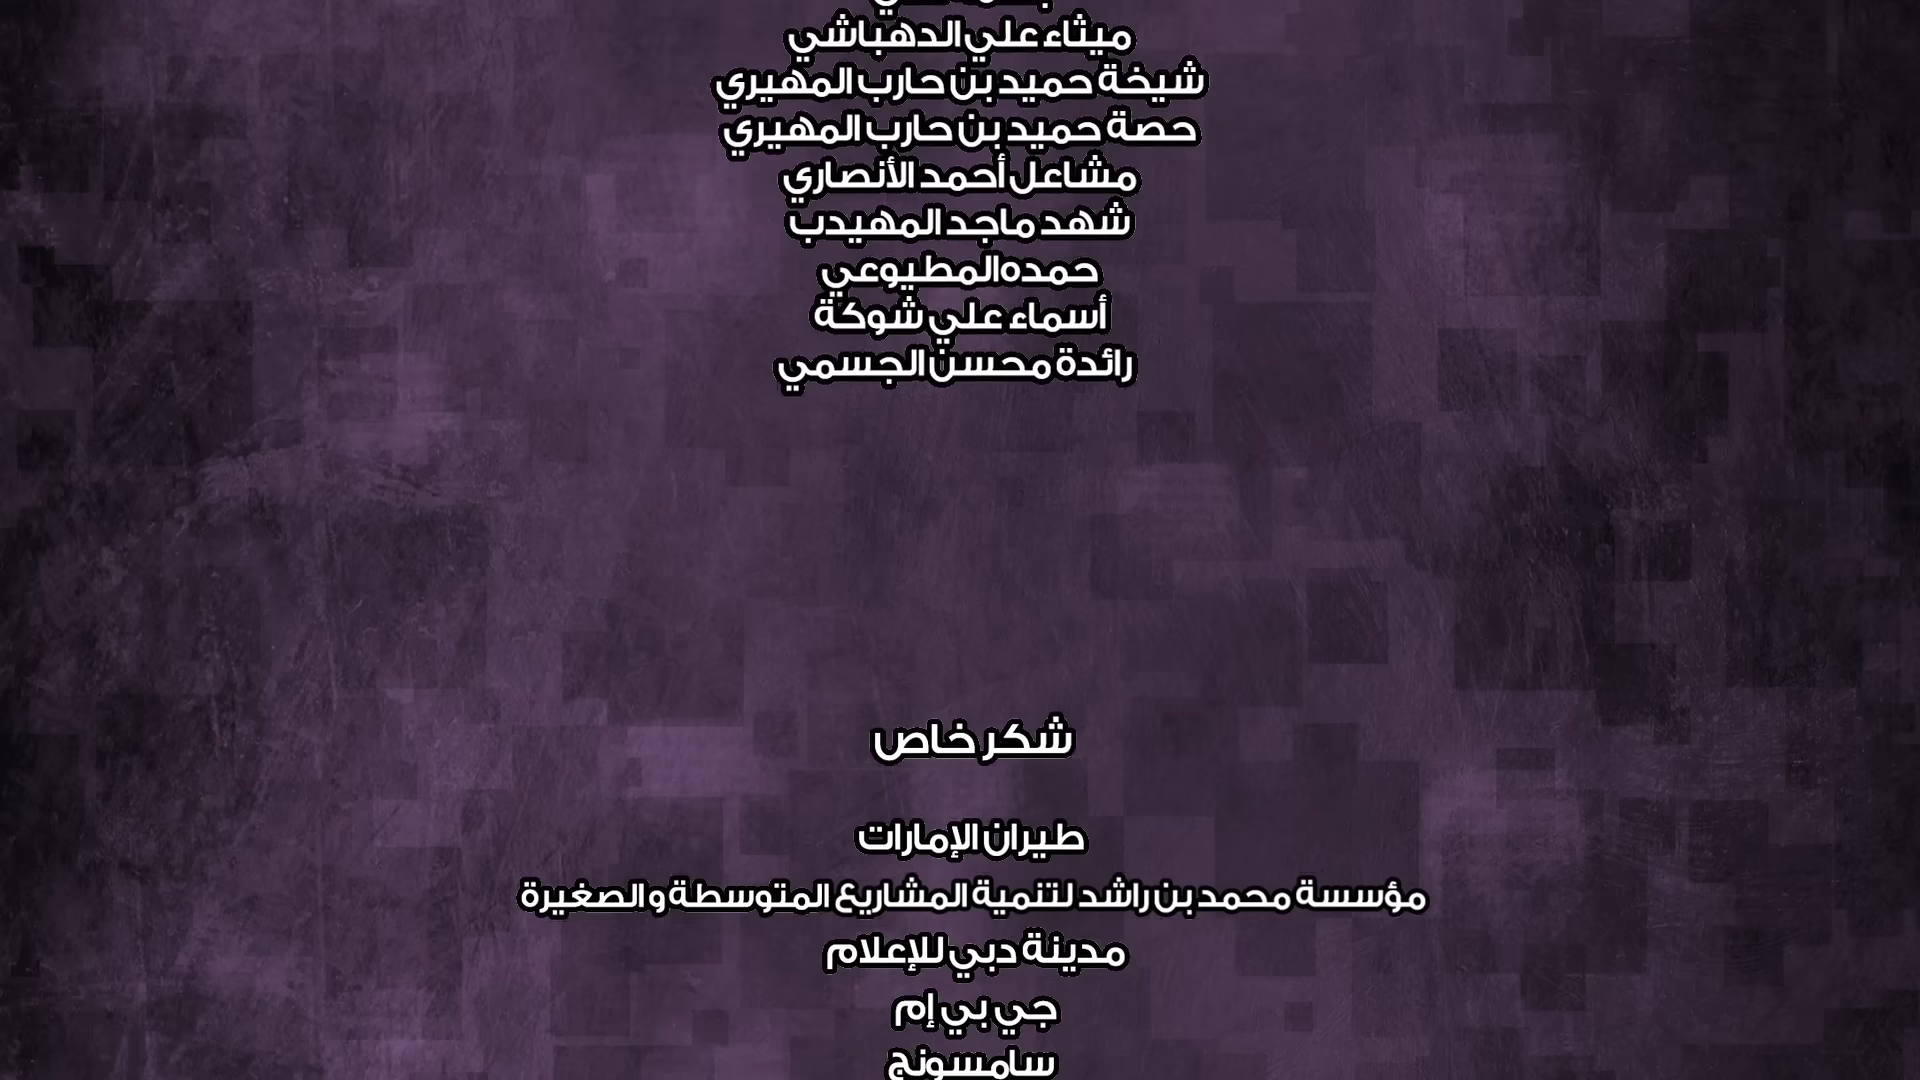 ميثاء علي الدهباشي
شيخة حميد بن حارب المهيري
حصة حميد بن حارب المهيري
مشاعل أحمد الأنصاري
شهد ماجد المهيدب
حمده المطيوعي
أسماء علي شوكة
رائدة محسن الجسمي
شكر خاص
طيران الإمارات
مؤسسة محمد بن راشد لتنمية المشاريع المتوسطة و الصغيرة
مدينة دبي للإعلام
جي بي إم
سامسونج